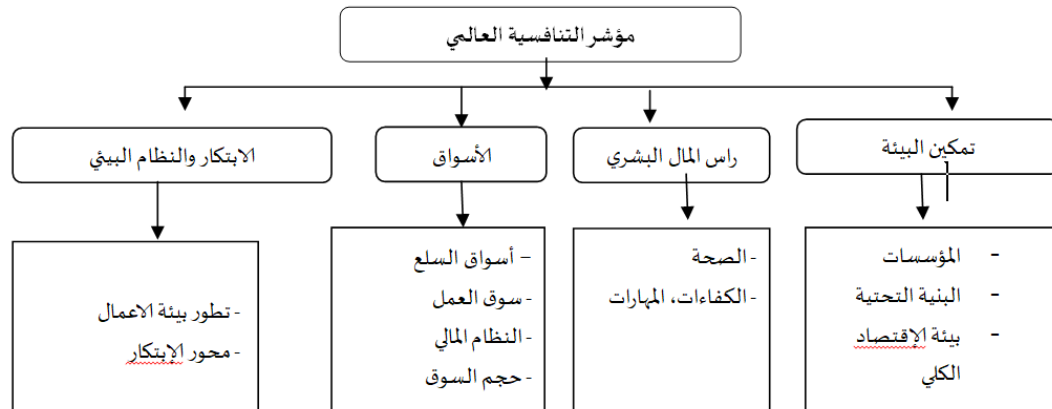 مؤشر التنافسية العالمي
تمكين البيئة
راس المال البشري
الأسواق
الابتكار والنظام البيئي
- المؤسسات
- البنية التحتية
- بيئة الإقتصاد
الكلي
- الصحة
- الكفاءات، المهارات
– أسواق السلع
- سوق العمل
- النظام المالي
- حجم السوق
- تطور بيئة الاعمال
- محور الإبتكار